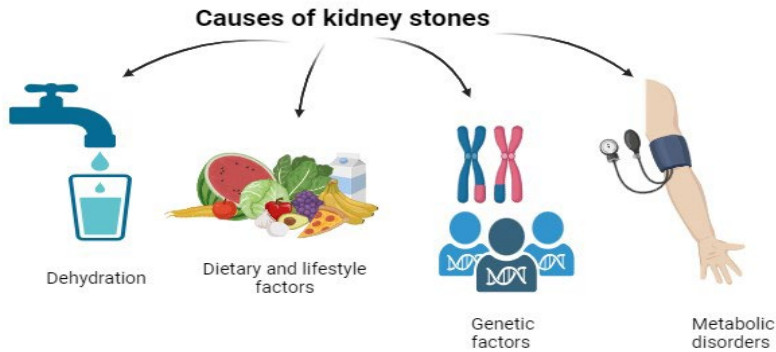 Causes of kidney stones
Dehydration
Dietary and lifestyle
factors
Genetic
factors
Metabolic
disorders